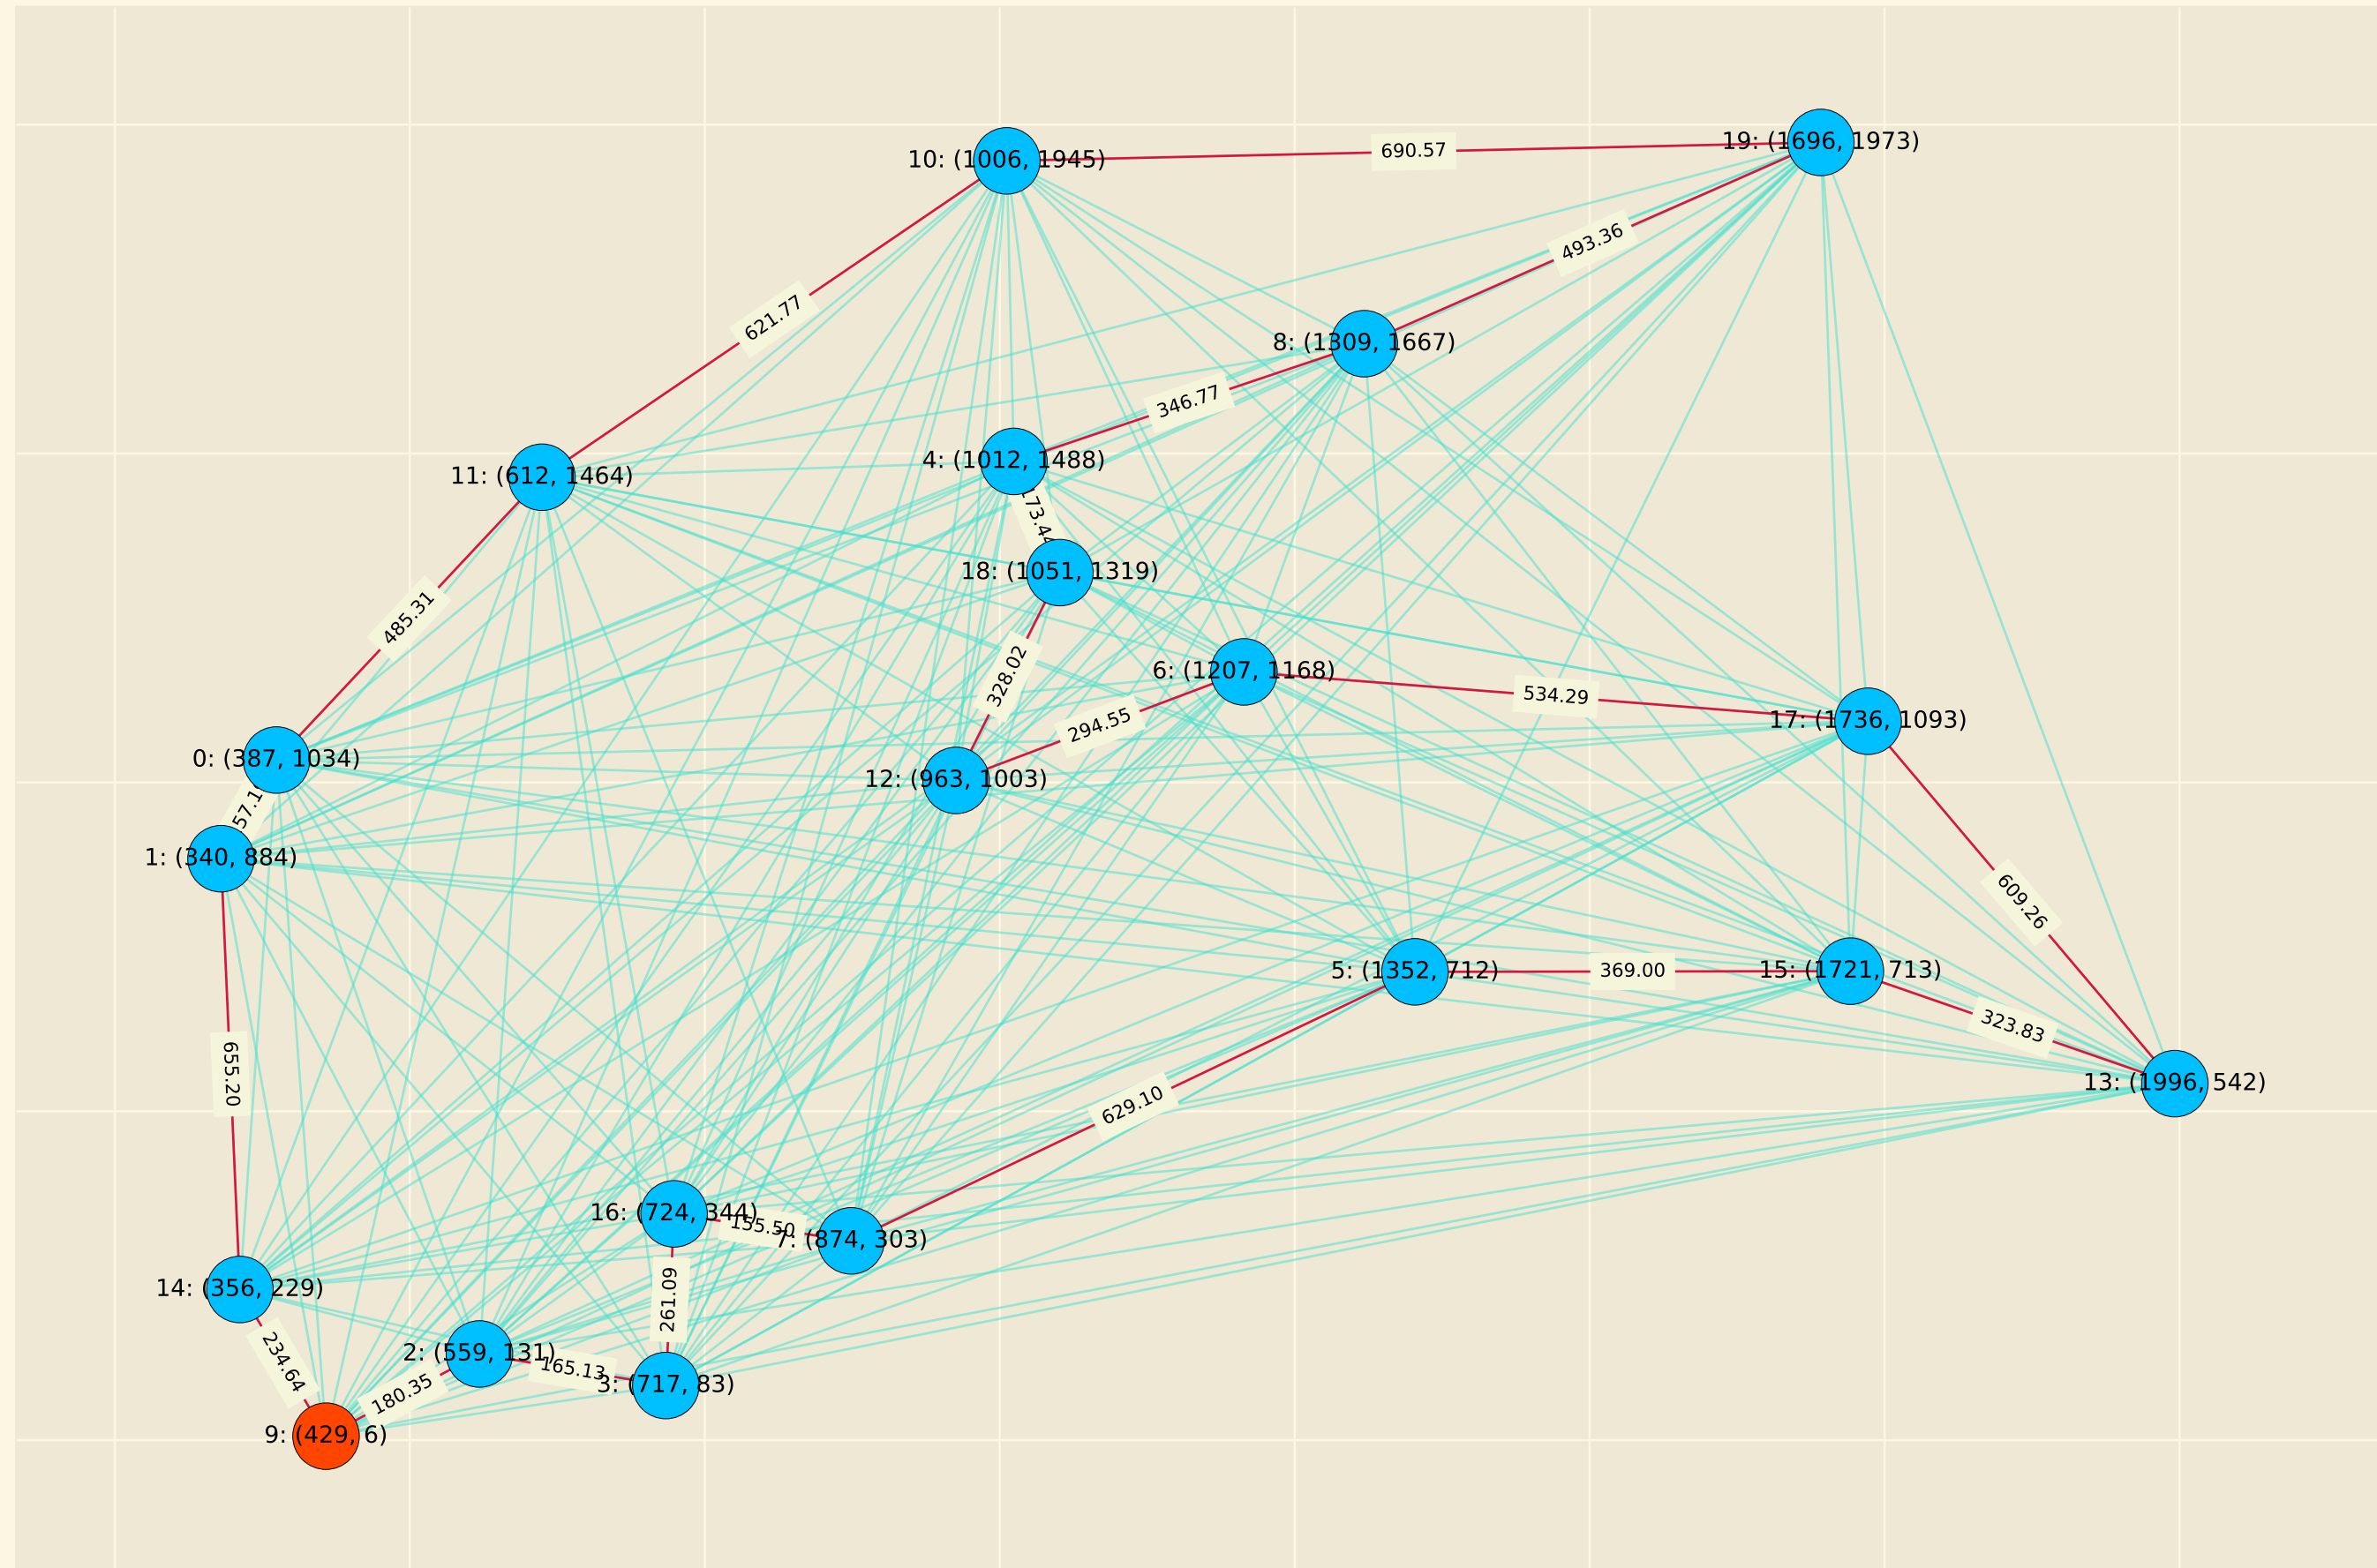 19: (1696, 1973)
690.57
10: (1006, 1945)
493.36
621.77
8: (1309, 1667)
346.77
4: (1012, 1488)
11: (612, 1464)
18: (1051, 1319)
485.31
6: (1207, 1168)
328.02
534.29
17: (1736, 1093)
294.55
0: (387, 1034)
12: (963, 1003)
1: (340, 884)
609.26
5: (1352, 712)
369.00
15: (1721, 713)
323.83
655.20
13: (1996, 542)
629.10
16: (724, 344)
155.50
7: (874, 303)
14: (356, 229)
261.09
234.64
2: (559, 131)
165.13
3: (717, 83)
180.35
9: (429, 6)